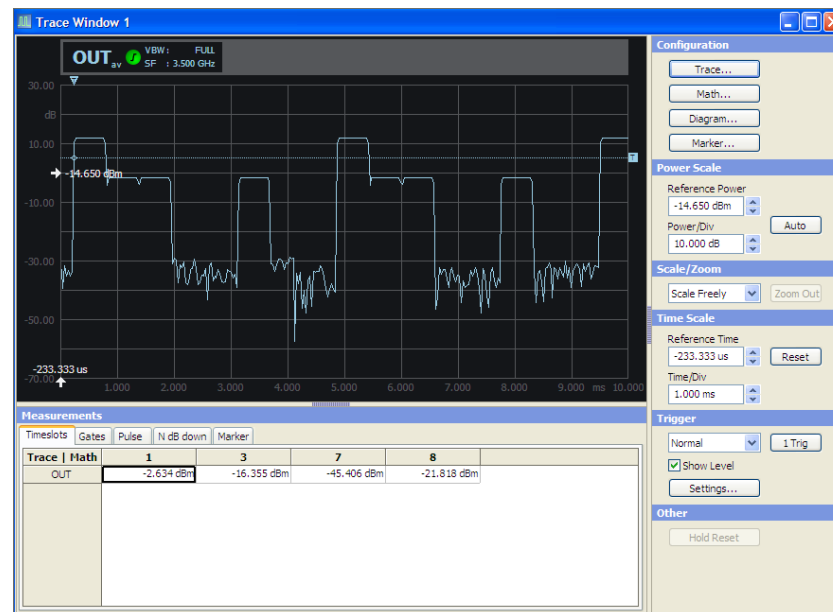 Trace Window 1
OUT av VBW: FULL
SF : 3.500 GHz
30.00
dB
10.00
-14.650 dBm
-10.00
-30.00
-50.00
-233.333 us
-70.00
1.000 2.000 3.000 4.000 5.000 6.000 7.000 8.000 9.000 ms 10.000
T
Configuration
Trace...
Math...
Diagram...
Marker...
Power Scale
Reference Power
-14.650 dBm
Power/Div
Auto
10.000 dB
Scale/Zoom
Scale Freely Zoom Out
Time Scale
Reference Time
-233.333 us Reset
Time/Div
1.000 ms
Trigger
Normal 1 Trig
Show Level
Settings...
Other
Hold Reset
Measurements
Timeslots Gates Pulse N dB down Marker
Trace | Math 1 3 7 8
OUT -2.634 dBm -16.355 dBm -45.406 dBm -21.818 dBm